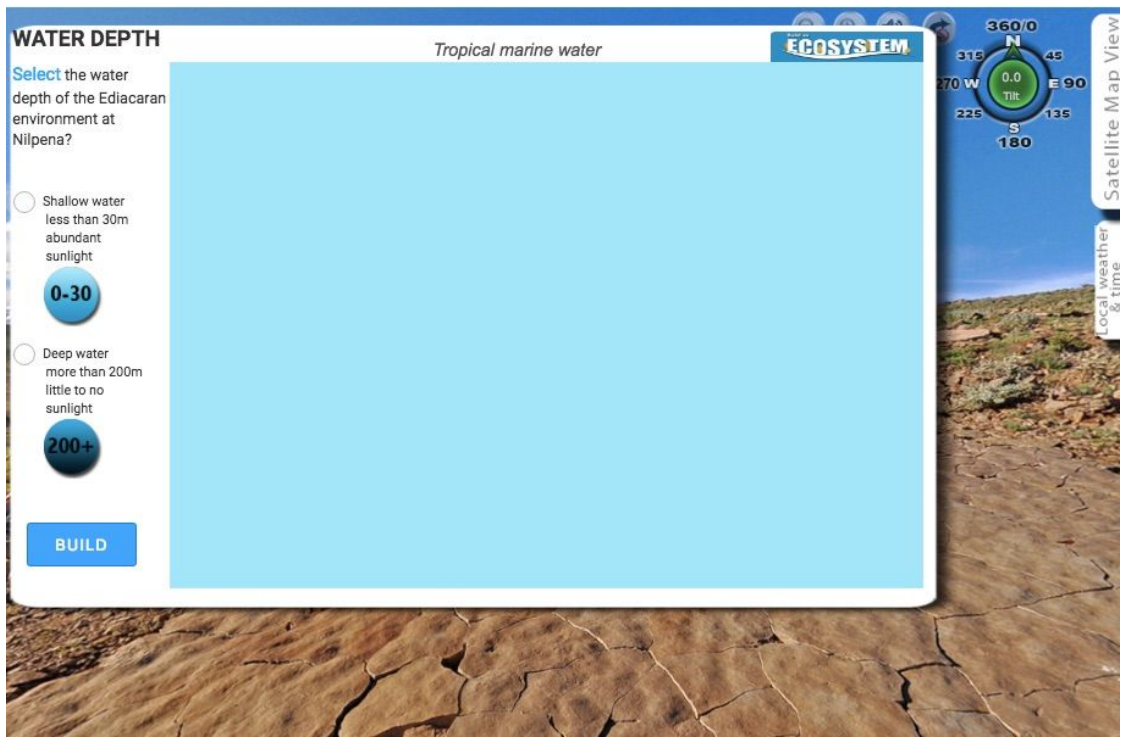 WATER DEPTH
Select the water
depth of the Ediacaran
environment at
Nilpena?
Shallow water
less than 30m
abundant
sunlight
0-30
Deep water
more than 200m
little to no
sunlight
200+
BUILD
Tropical marine water
ECOSYSTEM
360/0
N
315
45
270 W
0.0
Tilt
E 90
225
135
S
180
Satellite Map View
Local weather
& time